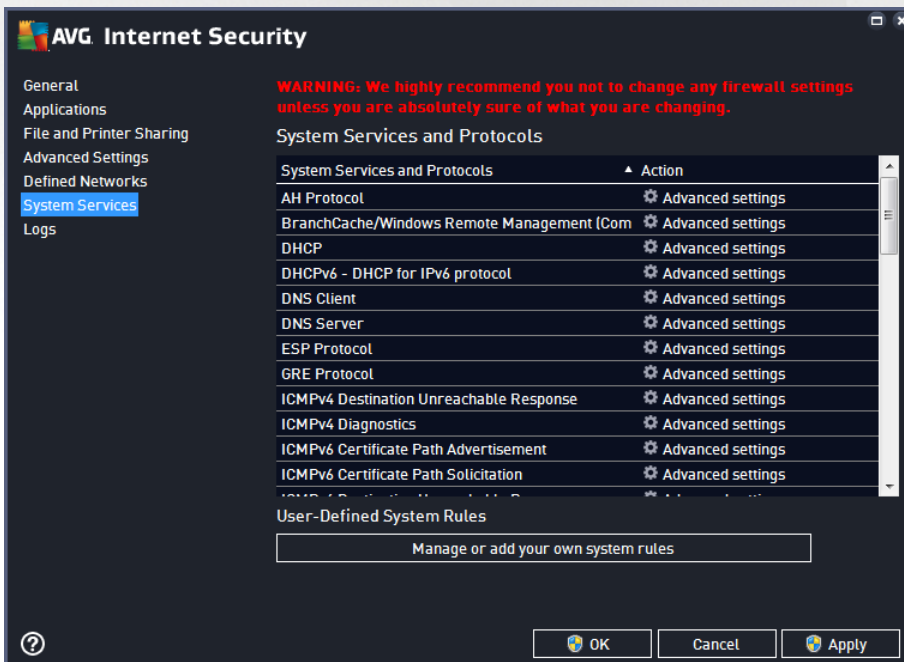 AVG Internet Security
General
Applications
File and Printer Sharing
Advanced Settings
Defined Networks
System Services
Logs
WARNING: We highly recommend you not to change any firewall settings
unless you are absolutely sure of what you are changing.
System Services and Protocols
System Services and Protocols Action
AH Protocol Advanced settings
BranchCache/Windows Remote Management (Com Advanced settings
DHCP Advanced settings
DHCPv6 - DHCP for IPv6 protocol Advanced settings
DNS Client Advanced settings
DNS Server Advanced settings
ESP Protocol Advanced settings
GRE Protocol Advanced settings
ICMPv4 Destination Unreachable Response Advanced settings
ICMPv4 Diagnostics Advanced settings
ICMPv6 Certificate Path Advertisement Advanced settings
ICMPv6 Certificate Path Solicitation Advanced settings
User-Defined System Rules
Manage or add your own system rules
OK Cancel Apply